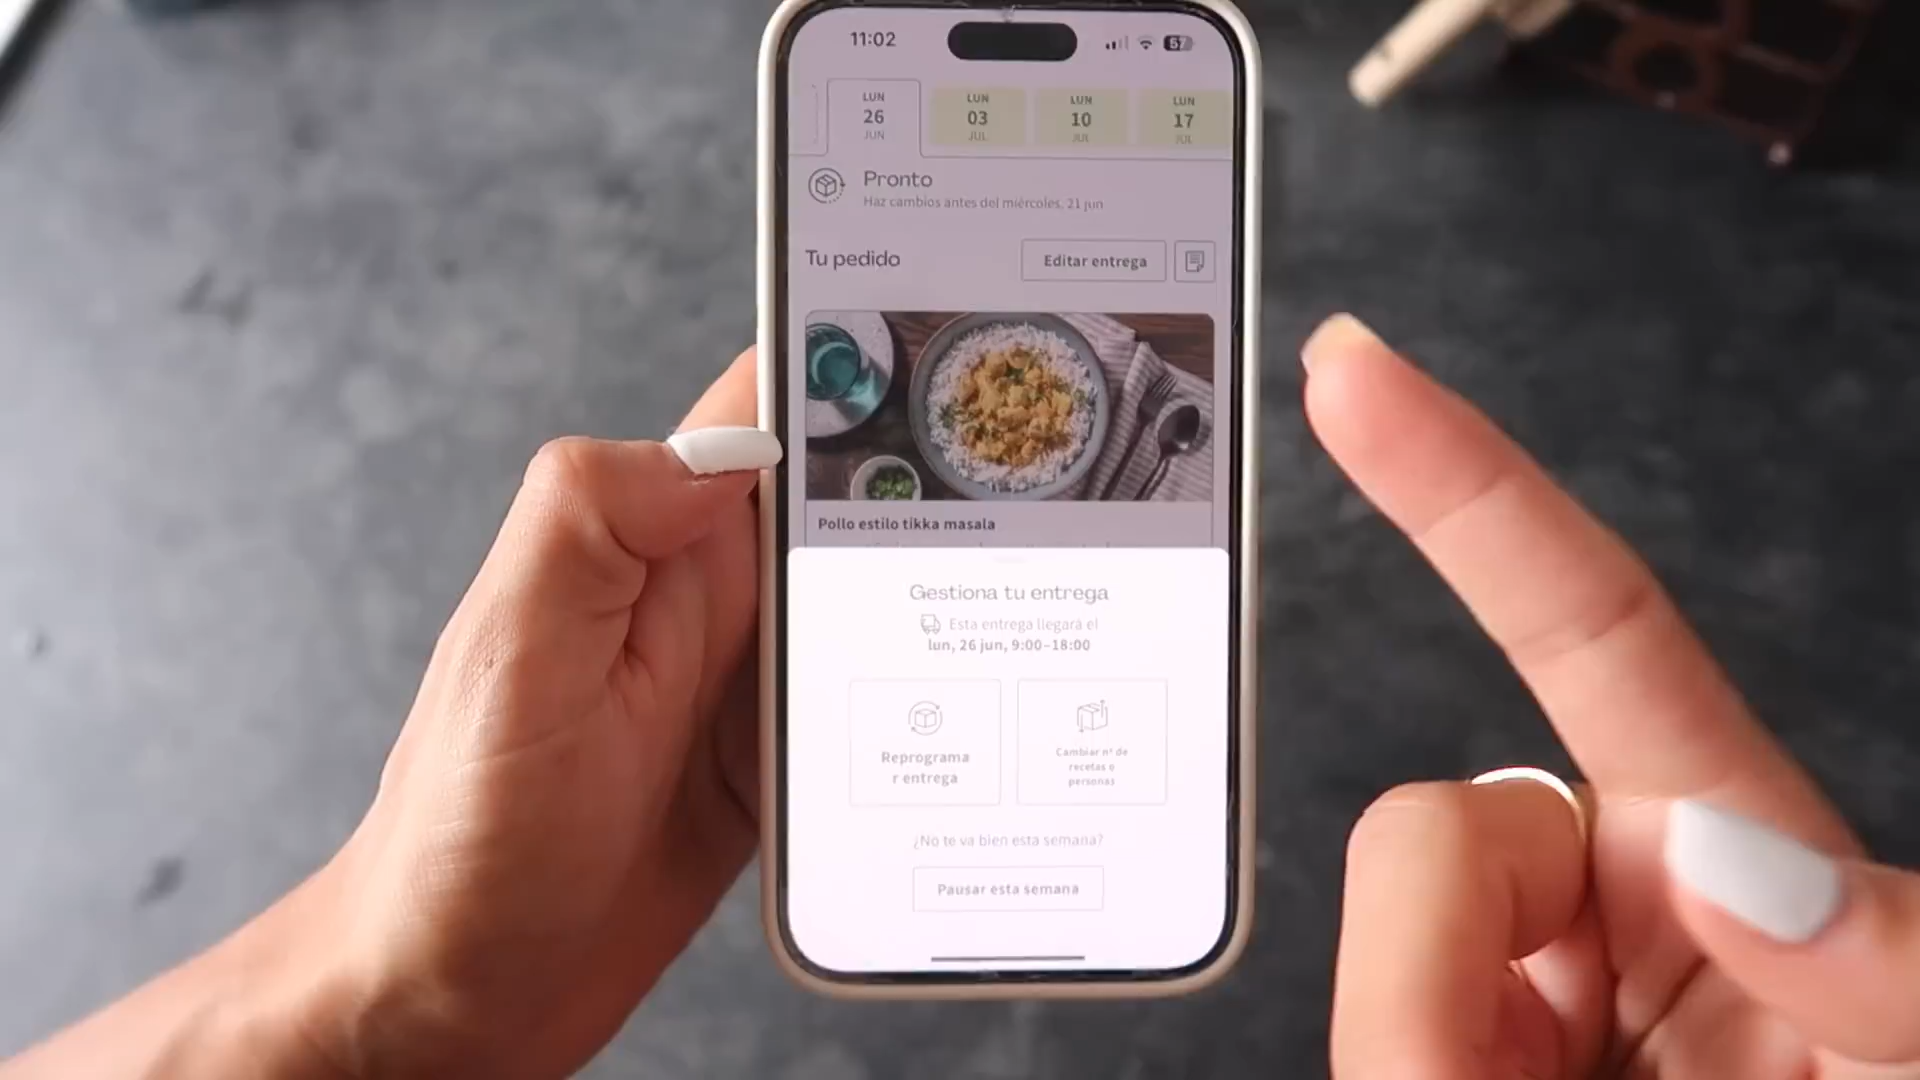 11:02
57
LUN
26
JUN
LUN
03
JUL
LUN
10
JUL
LUN
17
JUL
Pronto
Haz cambios antes del miércoles, 21 jun
Tu pedido
Editar entrega
Pollo estilo tikka masala
Gestiona tu entrega
Esta entrega llegará el
lun, 26 jun, 9:00–18:00
Reprograma
r entrega
Cambiar nº de
recetas o
personas
¿No te va bien esta semana?
Pausar esta semana